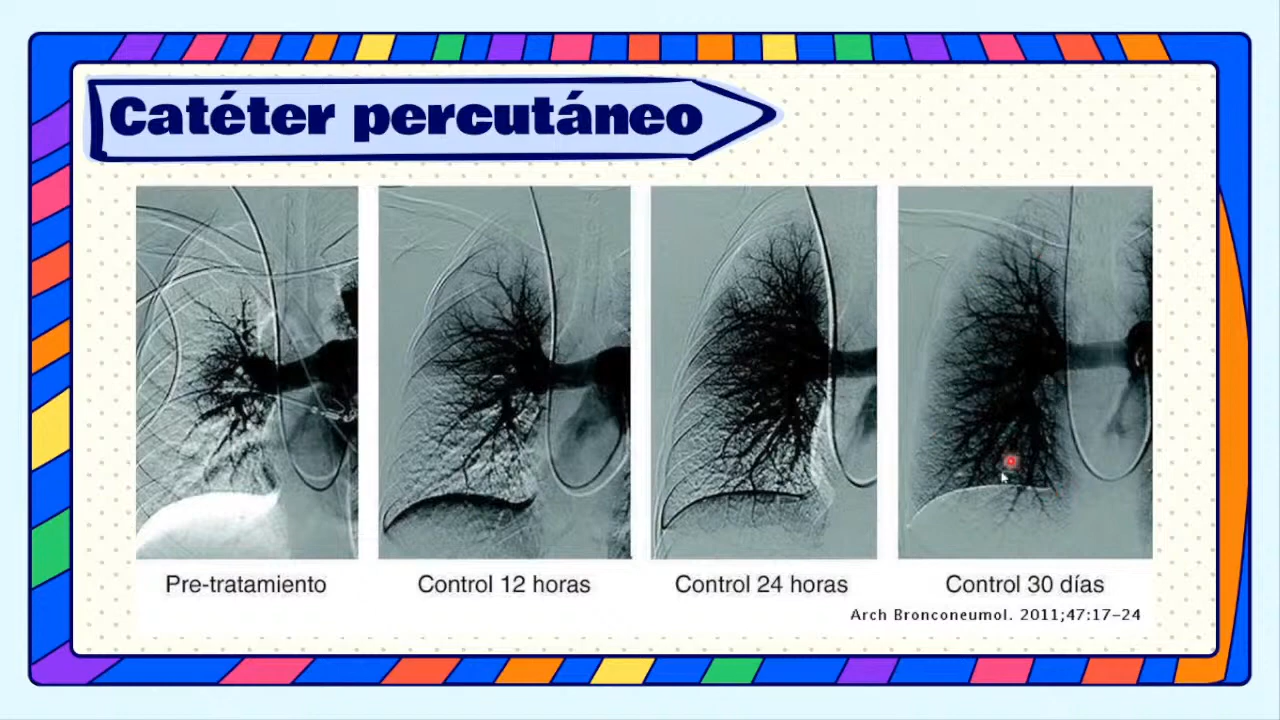 Catéter percutáneo
Pre-tratamiento
Control 12 horas
Control 24 horas
Control 30 días
Arch Bronconeumol. 2011;47:17–24